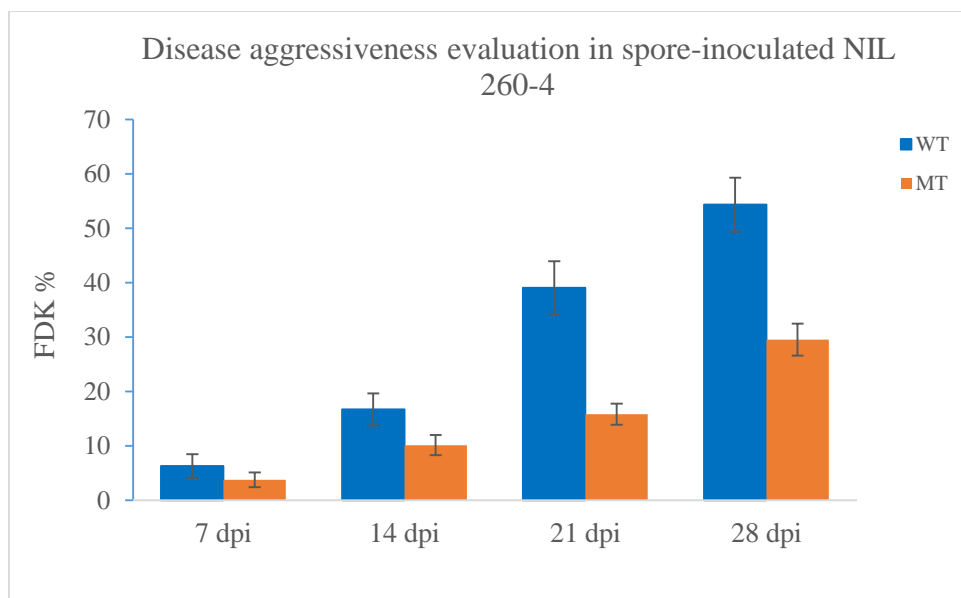 Disease aggressiveness evaluation in spore-inoculated NIL
260-4
70
60
50
40
30
20
10
0
FDK %
7 dpi
14 dpi
21 dpi
28 dpi
WT
MT